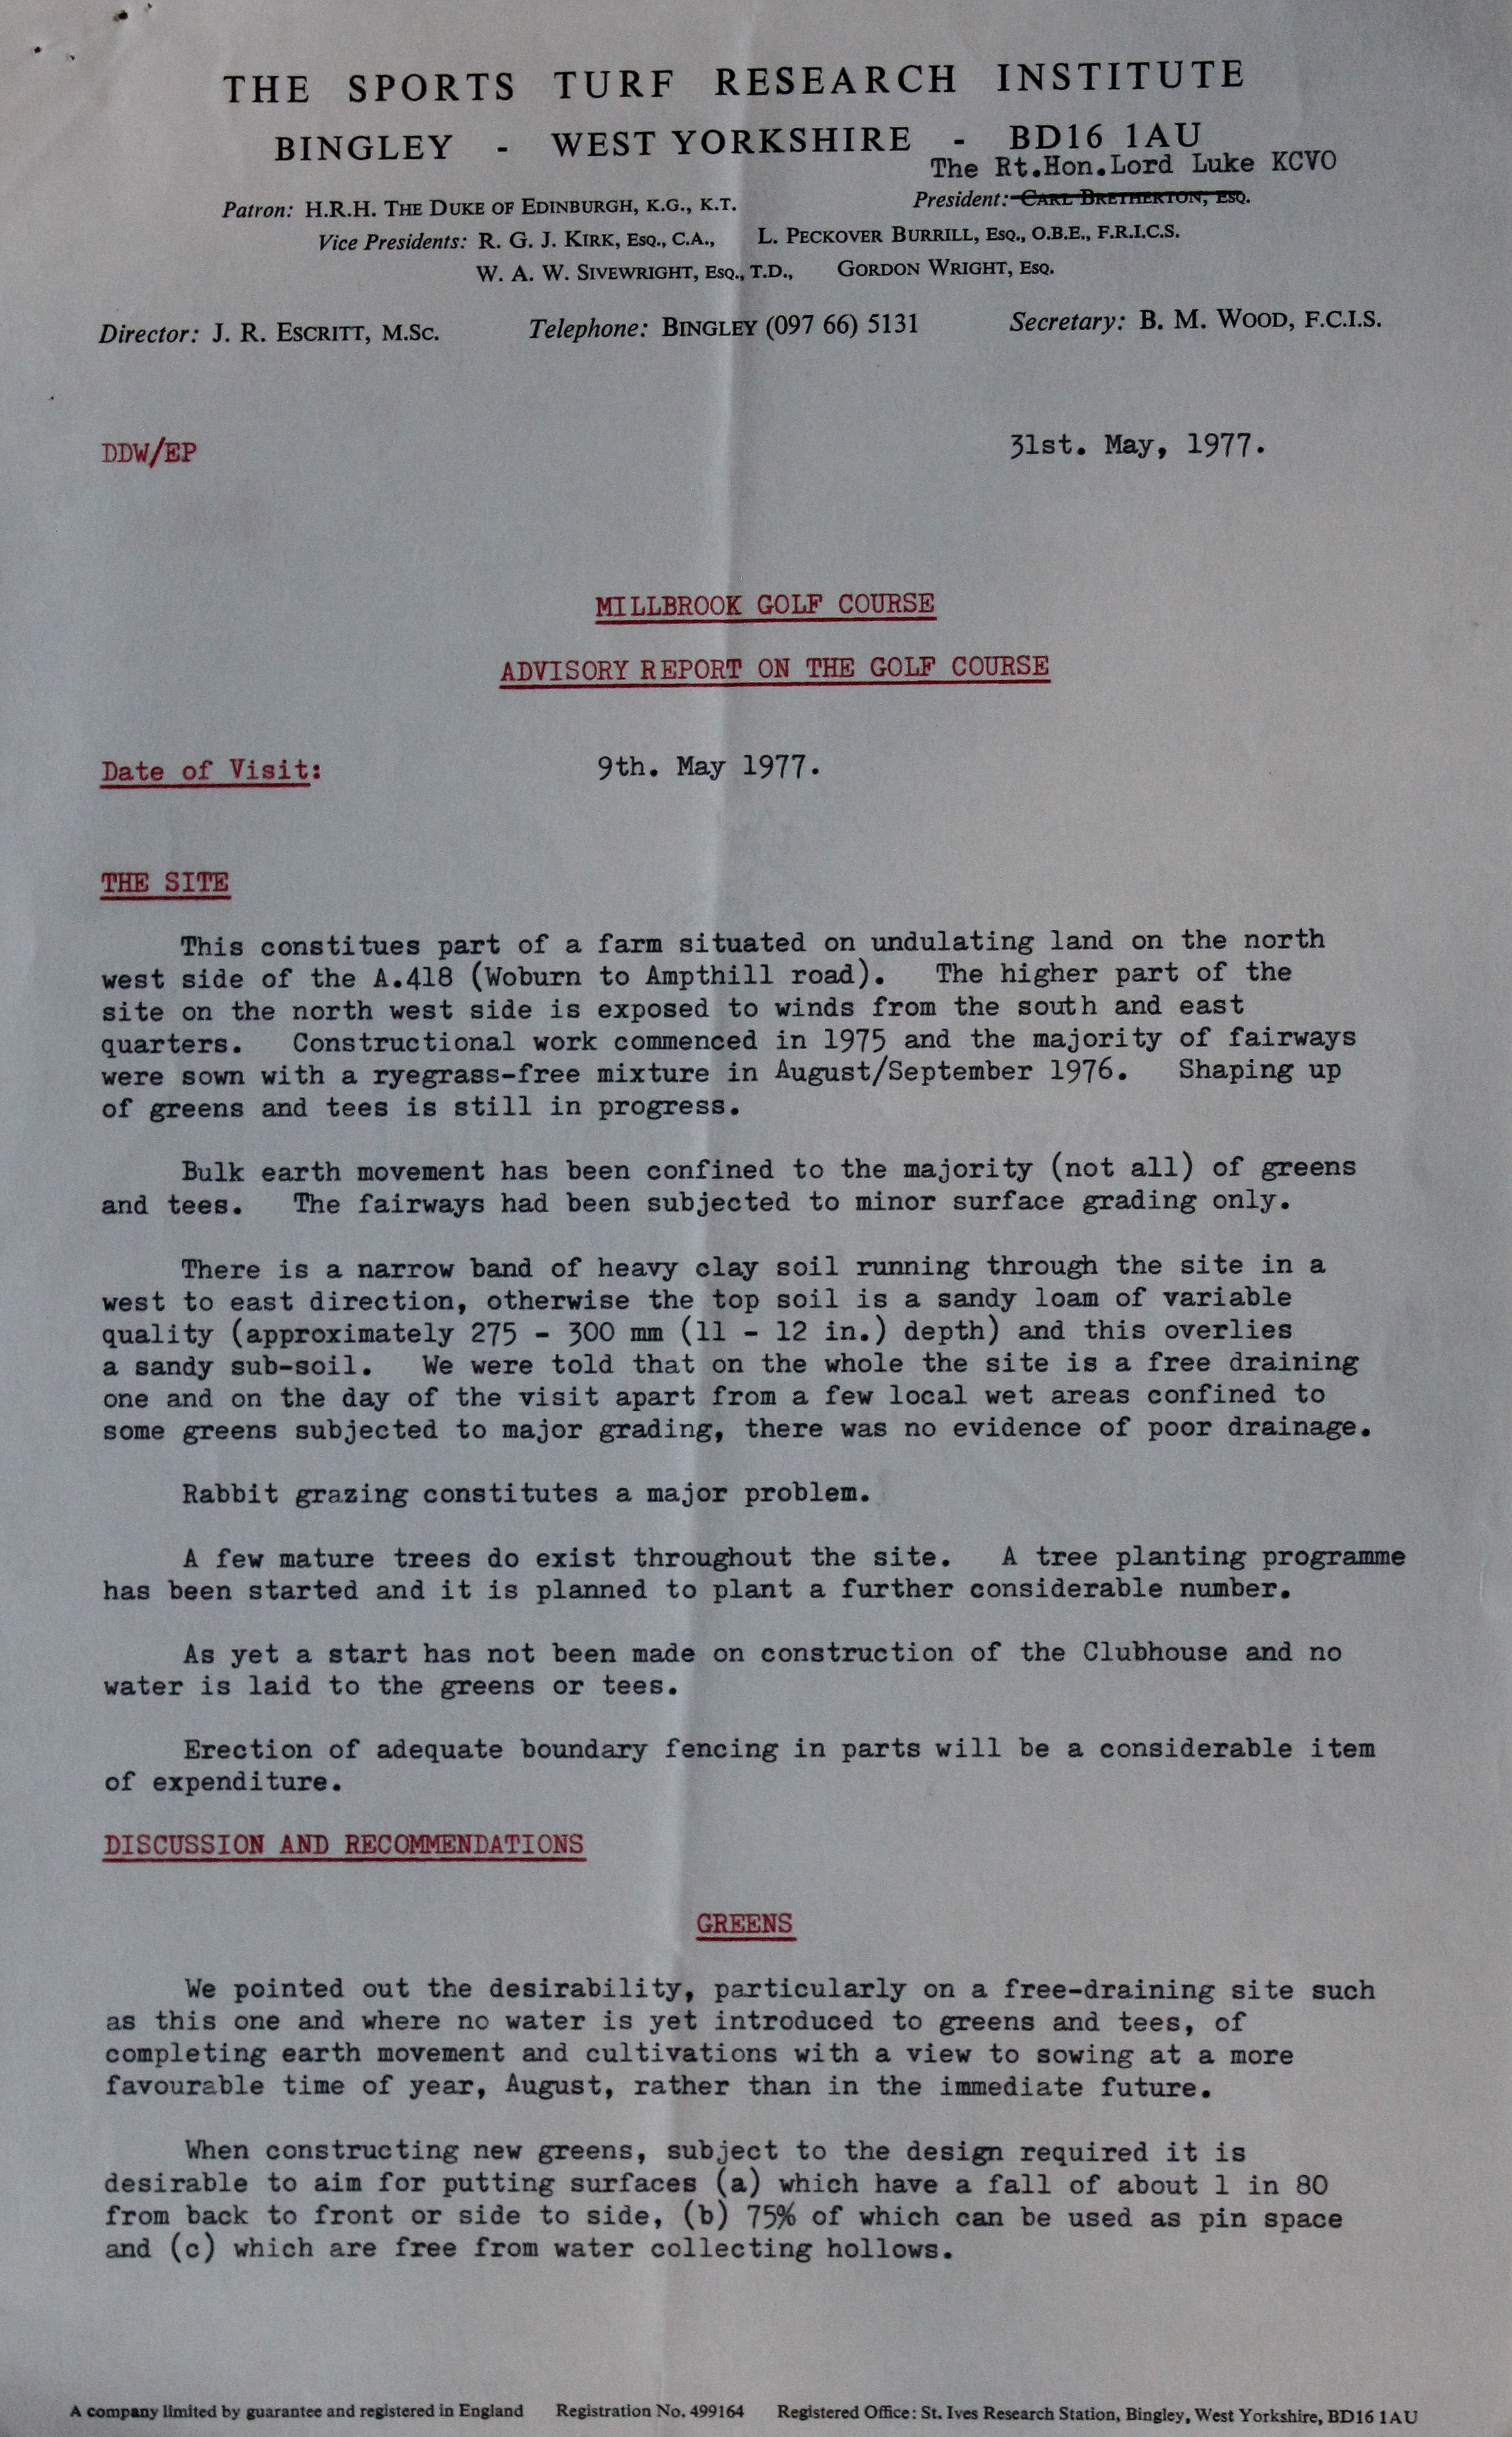 THE SPORTS TURF RESEARCH INSTITUTE
BINGLEY - WEST YORKSHIRE - BD16 1AU
The Rt.Hon.Lord Luke KCVO
Patron: H.R.H. THE DUKE OF EDINBURGH, K.G., K.T. President: CARL BRETHERTON, ESQ.
Vice Presidents: R. G. J. KIRK, ESQ., C.A., L. PECKOVER BURRILL, ESQ., O.B.E., F.R.I.C.S.
W. A. W. SIVEWRIGHT, ESQ., T.D., GORDON WRIGHT, ESQ.
Director: J. R. ESCRITT, M.SC. Telephone: BINGLEY (097 66) 5131 Secretary: B. M. WOOD, F.C.I.S.
DDW/EP 31st. May, 1977.
MILLBROOK GOLF COURSE
ADVISORY REPORT ON THE GOLF COURSE
Date of Visit: 9th. May 1977.
THE SITE
This constitues part of a farm situated on undulating land on the north
west side of the A.418 (Woburn to Ampthill road). The higher part of the
site on the north west side is exposed to winds from the south and east
quarters. Constructional work commenced in 1975 and the majority of fairways
were sown with a ryegrass-free mixture in August/September 1976. Shaping up
of greens and tees is still in progress.
Bulk earth movement has been confined to the majority (not all) of greens
and tees. The fairways had been subjected to minor surface grading only.
There is a narrow band of heavy clay soil running through the site in a
west to east direction, otherwise the top soil is a sandy loam of variable
quality (approximately 275 - 300 mm (11 - 12 in.) depth) and this overlies
a sandy sub-soil. We were told that on the whole the site is a free draining
one and on the day of the visit apart from a few local wet areas confined to
some greens subjected to major grading, there was no evidence of poor drainage.
Rabbit grazing constitutes a major problem.
A few mature trees do exist throughout the site. A tree planting programme
has been started and it is planned to plant a further considerable number.
As yet a start has not been made on construction of the Clubhouse and no
water is laid to the greens or tees.
Erection of adequate boundary fencing in parts will be a considerable item
of expenditure.
DISCUSSION AND RECOMMENDATIONS
GREENS
We pointed out the desirability, particularly on a free-draining site such
as this one and where no water is yet introduced to greens and tees, of
completing earth movement and cultivations with a view to sowing at a more
favourable time of year, August, rather than in the immediate future.
When constructing new greens, subject to the design required it is
desirable to aim for putting surfaces (a) which have a fall of about 1 in 80
from back to front or side to side, (b) 75% of which can be used as pin space
and (c) which are free from water collecting hollows.
A company limited by guarantee and registered in England Registration No. 499164 Registered Office: St. Ives Research Station, Bingley, West Yorkshire, BD16 1AU